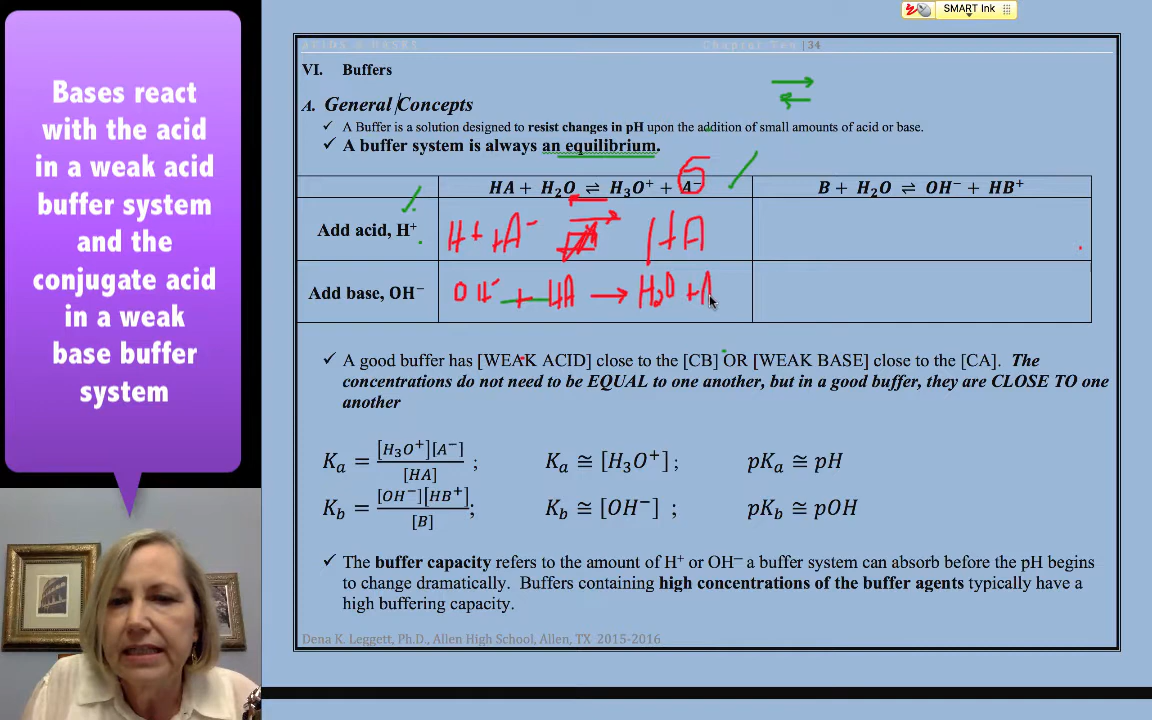 SMART Ink
Bases react
with the acid
in a weak acid
buffer system
and the
conjugate acid
in a weak
base buffer
system
ACIDS & BASES Chapter Ten | 34
VI. Buffers
A. General Concepts
✓ A Buffer is a solution designed to resist changes in pH upon the addition of small amounts of acid or base.
✓ A buffer system is always an equilibrium.
HA + H₂O ⇌ H₃O⁺ + A⁻ B + H₂O ⇌ OH⁻ + HB⁺
Add acid, H⁺ H+ + A⁻ → HA
Add base, OH⁻ OH⁻ + HA → H₂O + A
✓ A good buffer has [WEAK ACID] close to the [CB] OR [WEAK BASE] close to the [CA]. The
concentrations do not need to be EQUAL to one another, but in a good buffer, they are CLOSE TO one
another
Kₐ = [H₃O⁺][A⁻] / [HA] ; Kₐ ≅ [H₃O⁺] ; pKₐ ≅ pH
K_b = [OH⁻][HB⁺] / [B] ; K_b ≅ [OH⁻] ; pK_b ≅ pOH
✓ The buffer capacity refers to the amount of H⁺ or OH⁻ a buffer system can absorb before the pH begins
to change dramatically. Buffers containing high concentrations of the buffer agents typically have a
high buffering capacity.
Dena K. Leggett, Ph.D., Allen High School, Allen, TX 2015-2016